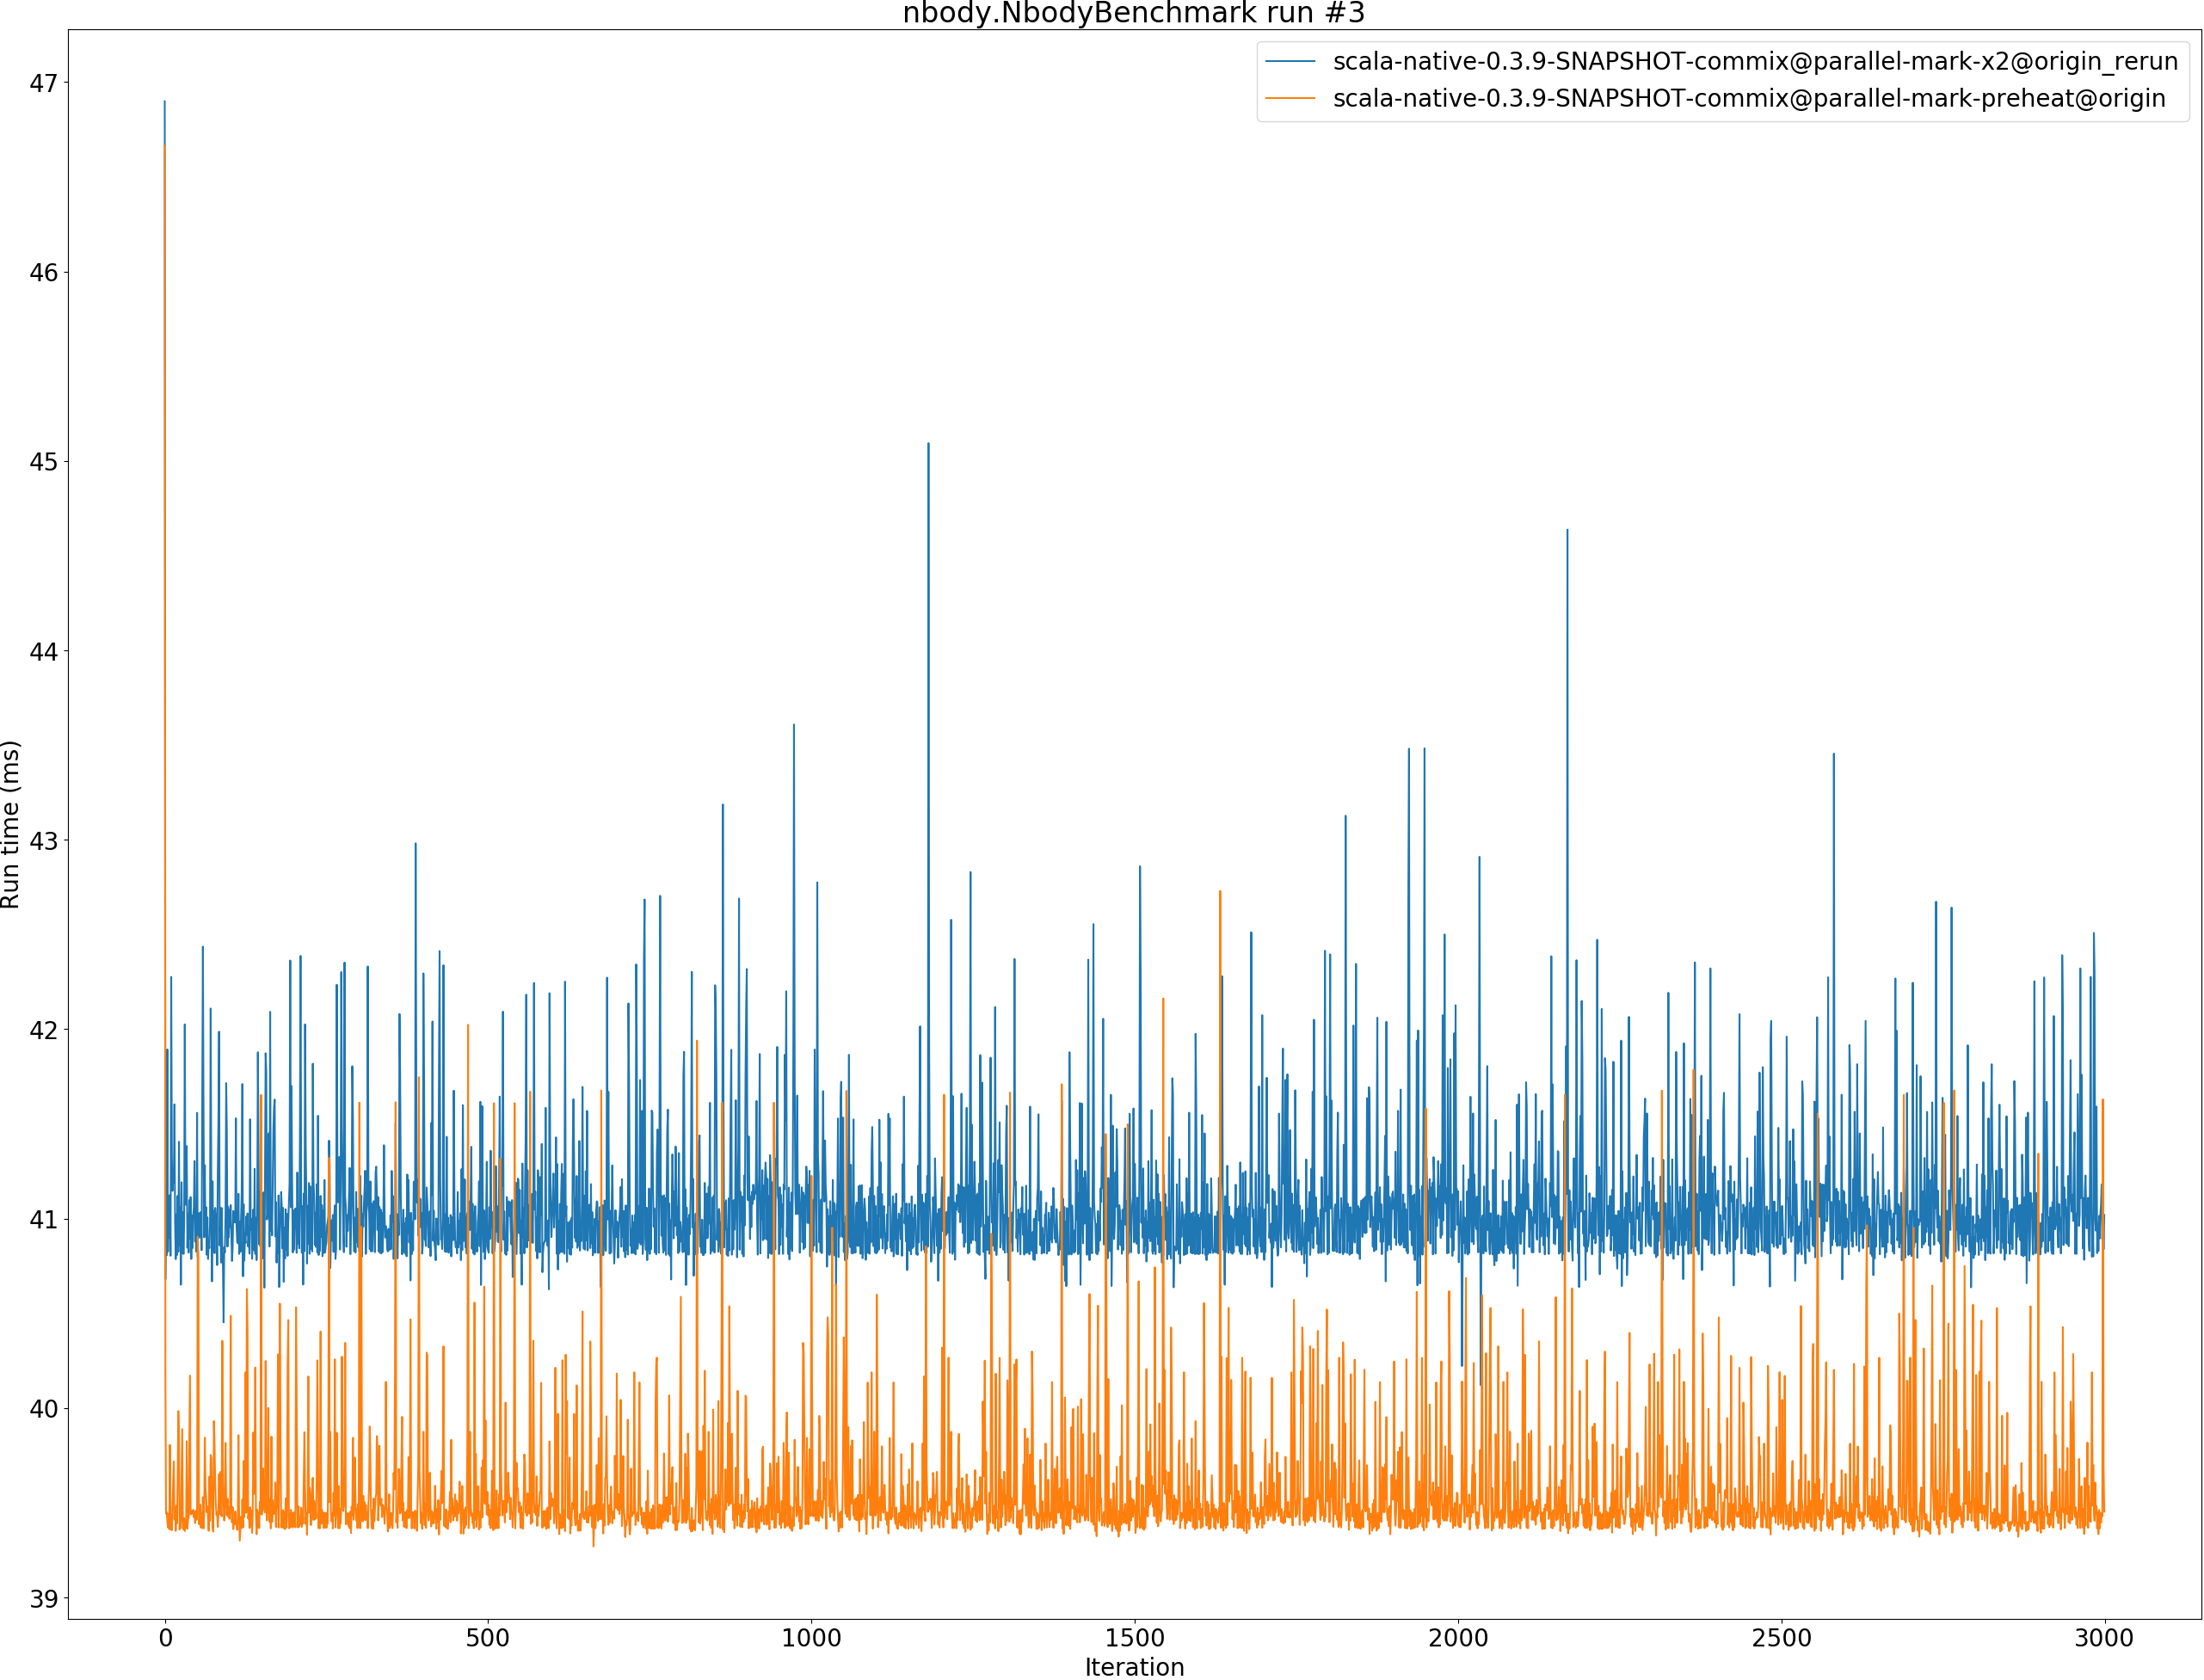 nbody.NbodyBenchmark run #3
scala-native-0.3.9-SNAPSHOT-commix@parallel-mark-x2@origin_rerun
scala-native-0.3.9-SNAPSHOT-commix@parallel-mark-preheat@origin
47
46
45
44
43
42
41
40
39
Run time (ms)
0 500 1000 1500 2000 2500 3000
Iteration